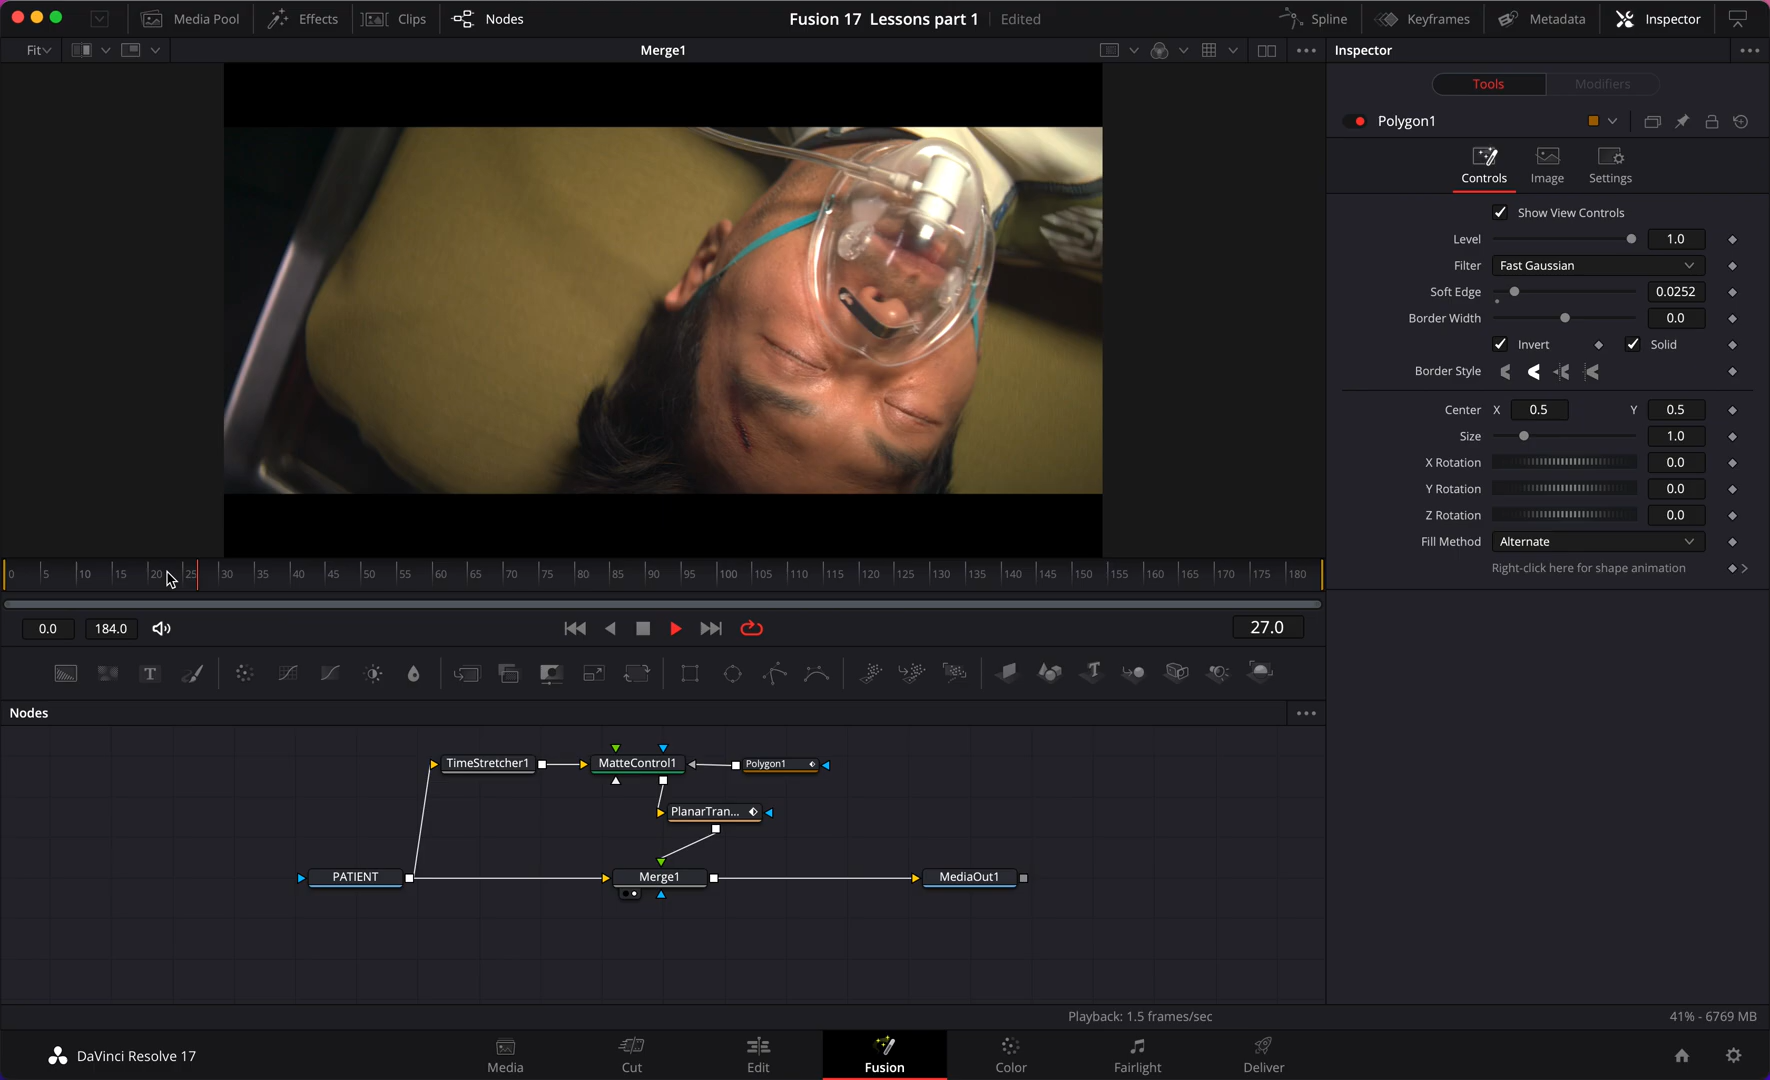 Media Pool
Effects
Clips
Nodes
Fusion 17 Lessons part 1
Edited
Spline
Keyframes
Metadata
Inspector
Fit
Merge1
Inspector
Tools
Modifiers
Polygon1
Controls
Image
Settings
Show View Controls
Level
1.0
Filter
Fast Gaussian
Soft Edge
0.0252
Border Width
0.0
Invert
Solid
Border Style
Center X 0.5 Y 0.5
Size
1.0
X Rotation
0.0
Y Rotation
0.0
Z Rotation
0.0
Fill Method
Alternate
Right-click here for shape animation
0 5 10 15 20 25 30 35 40 45 50 55 60 65 70 75 80 85 90 95 100 105 110 115 120 125 130 135 140 145 150 155 160 165 170 175 180
0.0
184.0
27.0
T
T
Nodes
TimeStretcher1
MatteControl1
Polygon1
PlanarTran...
PATIENT
Merge1
MediaOut1
Playback: 1.5 frames/sec
41% - 6769 MB
DaVinci Resolve 17
Media
Cut
Edit
Fusion
Color
Fairlight
Deliver